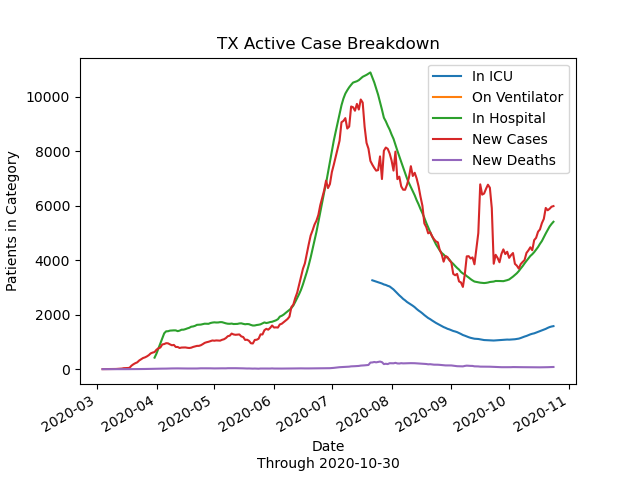 TX Active Case Breakdown
In ICU
On Ventilator
In Hospital
New Cases
New Deaths
Patients in Category
10000
8000
6000
4000
2000
0
2020-03
2020-04
2020-05
2020-06
2020-07
2020-08
2020-09
2020-10
2020-11
Date
Through 2020-10-30